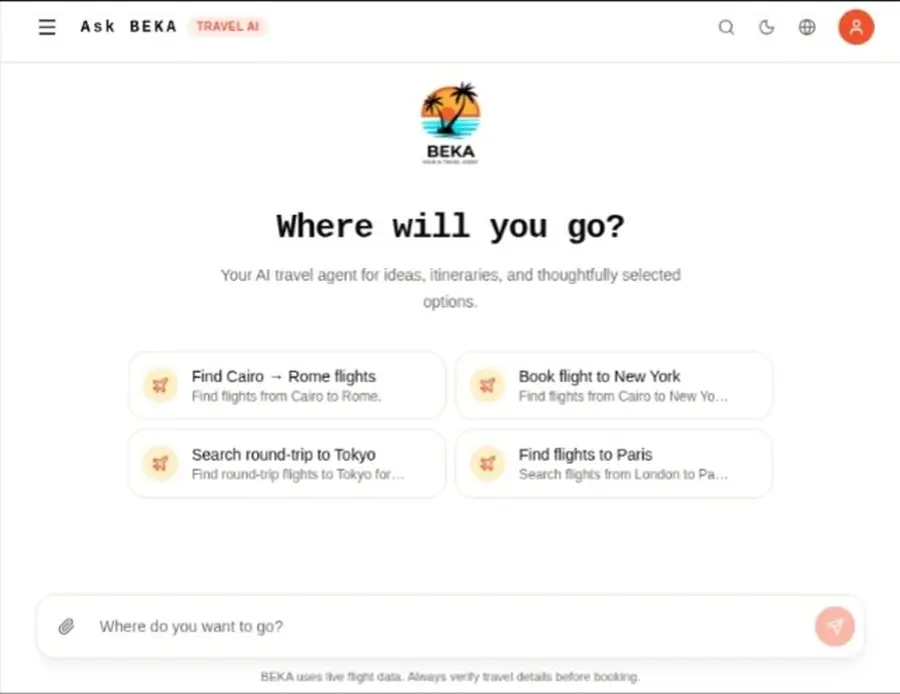 Ask BEKA TRAVEL AI
BEKA
Where will you go?
Your AI travel agent for ideas, itineraries, and thoughtfully selected
options.
Find Cairo → Rome flights
Find flights from Cairo to Rome.
Book flight to New York
Find flights from Cairo to New Yo...
Search round-trip to Tokyo
Find round-trip flights to Tokyo for...
Find flights to Paris
Search flights from London to Pa...
Where do you want to go?
BEKA uses live flight data. Always verify travel details before booking.